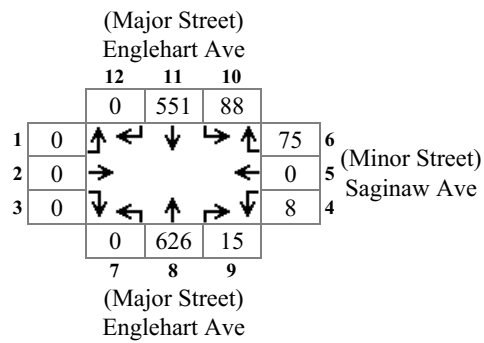 (Major Street)
Englehart Ave
12 11 10
0 551 88
1 0 75 6
2 0 0 5 (Minor Street)
3 0 8 4 Saginaw Ave
0 626 15
7 8 9
(Major Street)
Englehart Ave